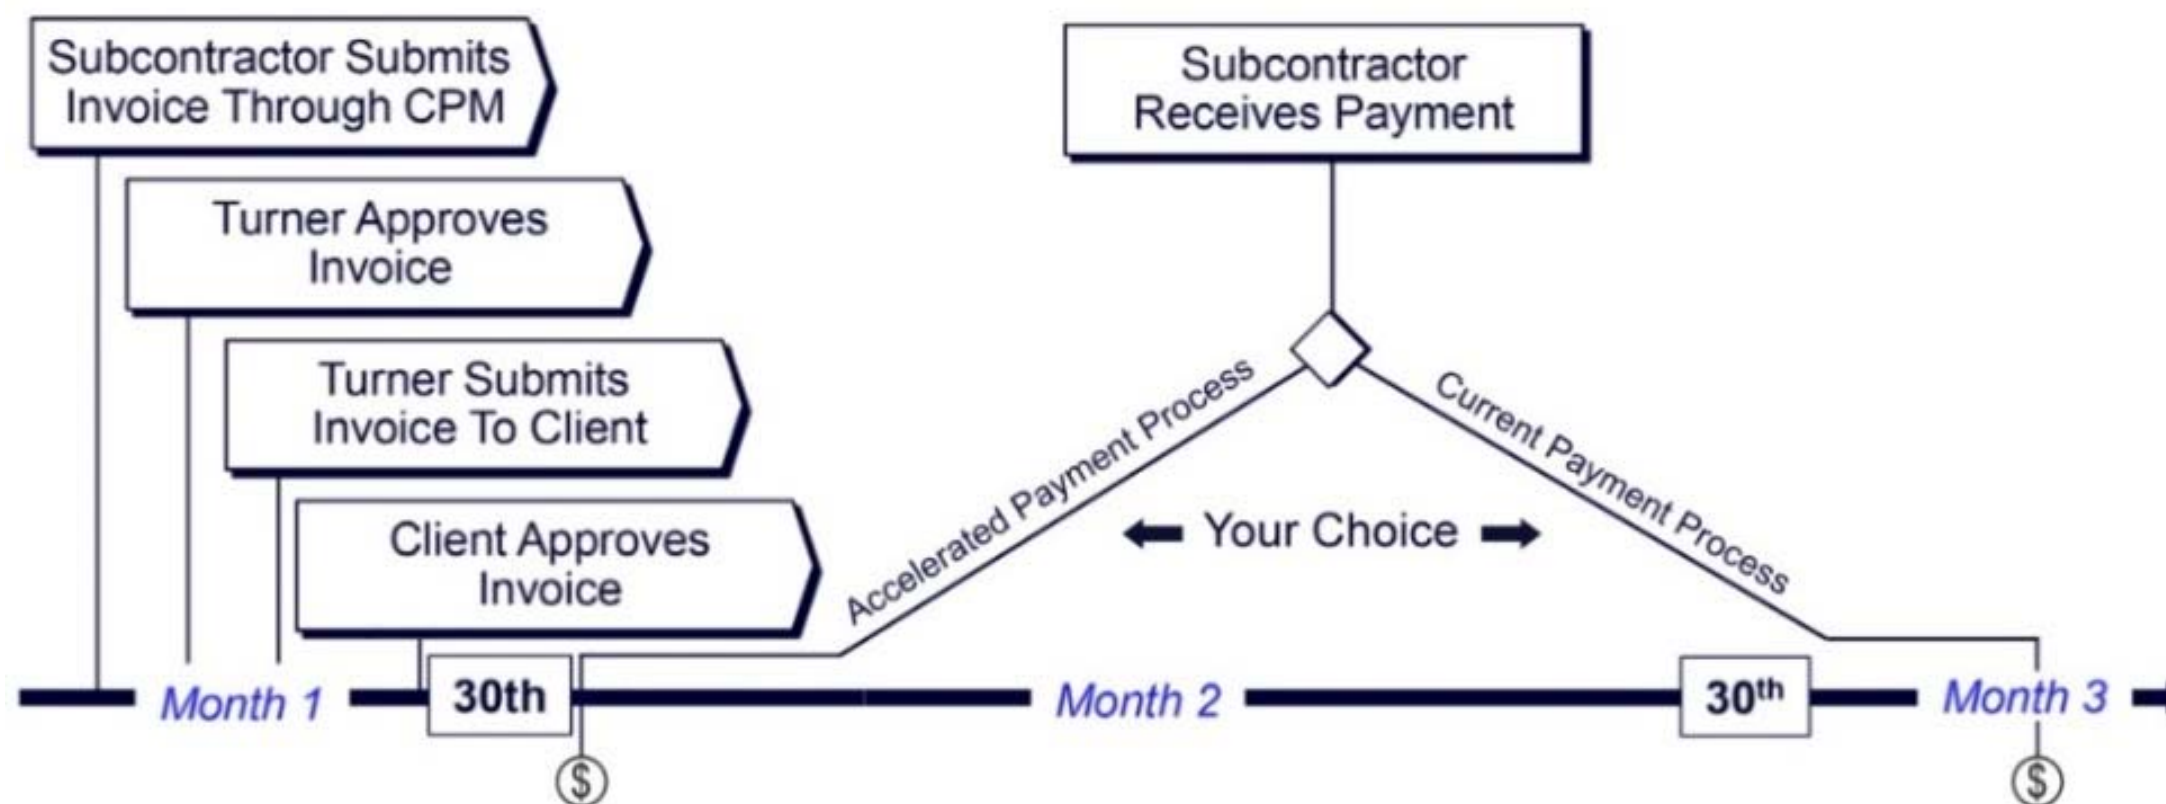 Subcontractor Submits
Invoice Through CPM
Turner Approves
Invoice
Turner Submits
Invoice To Client
Client Approves
Invoice
Subcontractor
Receives Payment
Accelerated Payment Process
Current Payment Process
Your Choice
Month 1
30th
Month 2
30th
Month 3
$
$